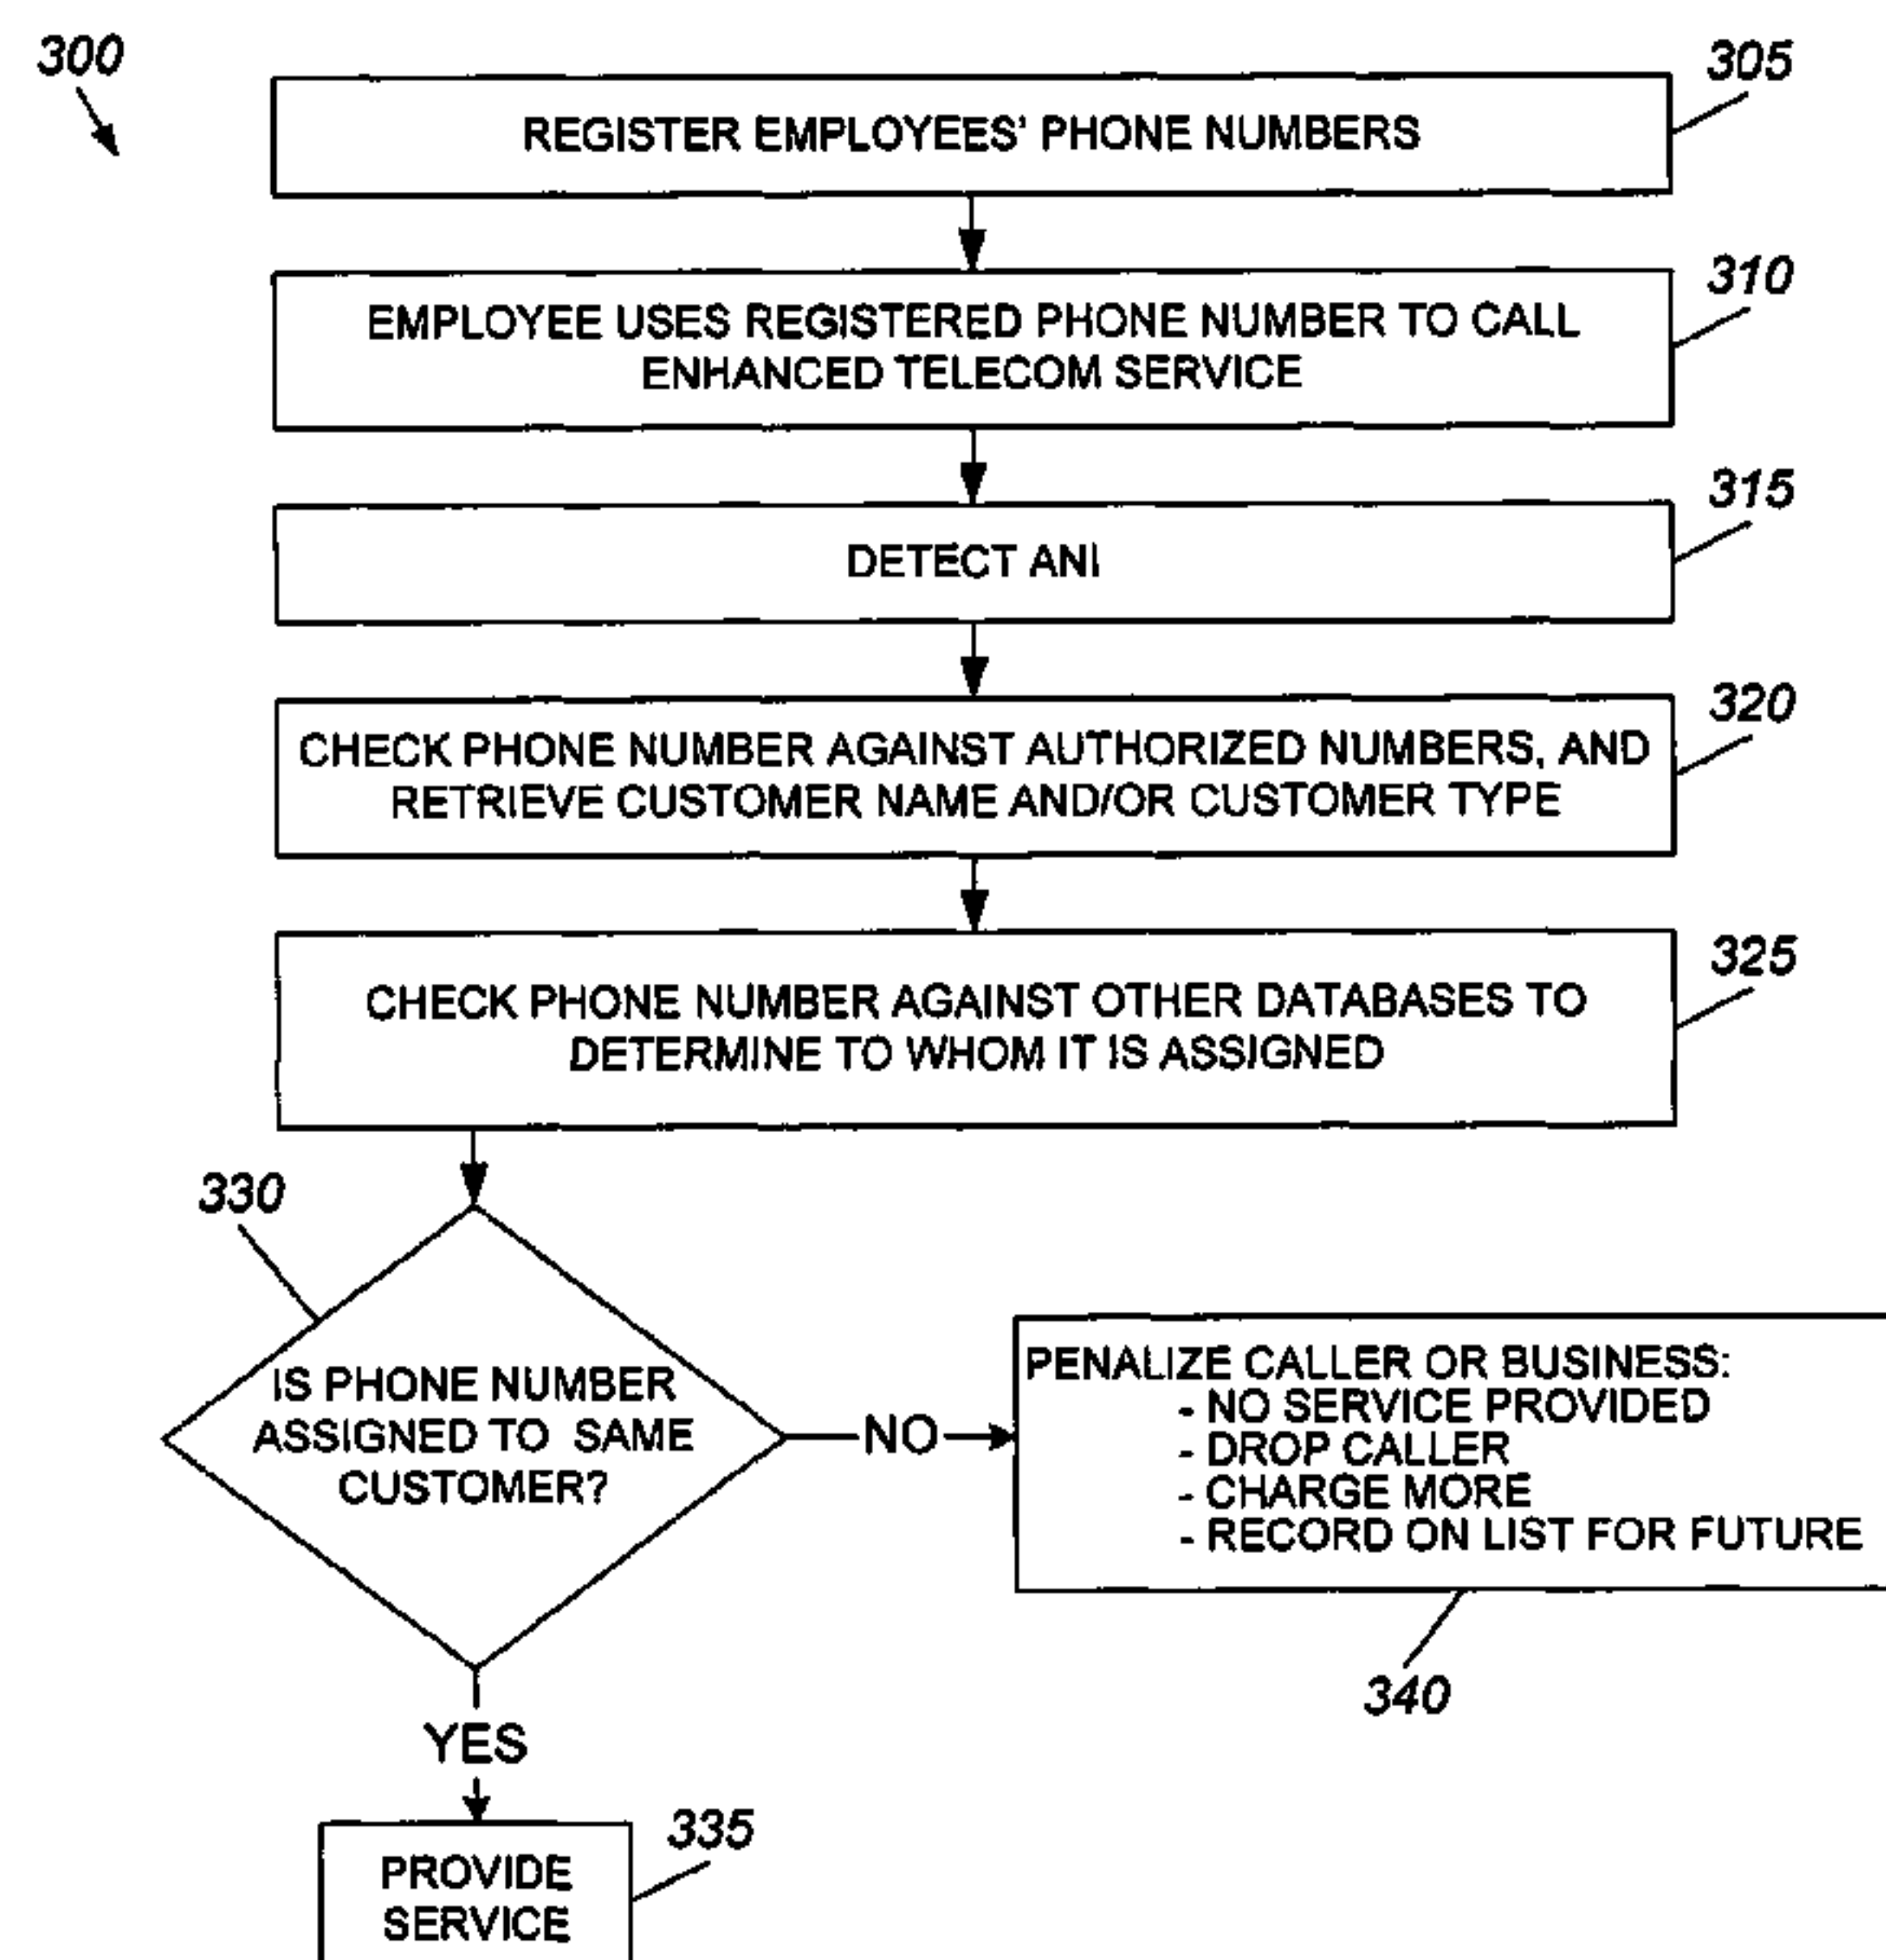 300
305
REGISTER EMPLOYEES' PHONE NUMBERS
310
EMPLOYEE USES REGISTERED PHONE NUMBER TO CALL
ENHANCED TELECOM SERVICE
315
DETECT ANI
320
CHECK PHONE NUMBER AGAINST AUTHORIZED NUMBERS, AND
RETRIEVE CUSTOMER NAME AND/OR CUSTOMER TYPE
325
CHECK PHONE NUMBER AGAINST OTHER DATABASES TO
DETERMINE TO WHOM IT IS ASSIGNED
330
IS PHONE NUMBER
ASSIGNED TO SAME
CUSTOMER?
NO
PENALIZE CALLER OR BUSINESS:
- NO SERVICE PROVIDED
- DROP CALLER
- CHARGE MORE
- RECORD ON LIST FOR FUTURE
340
YES
335
PROVIDE
SERVICE